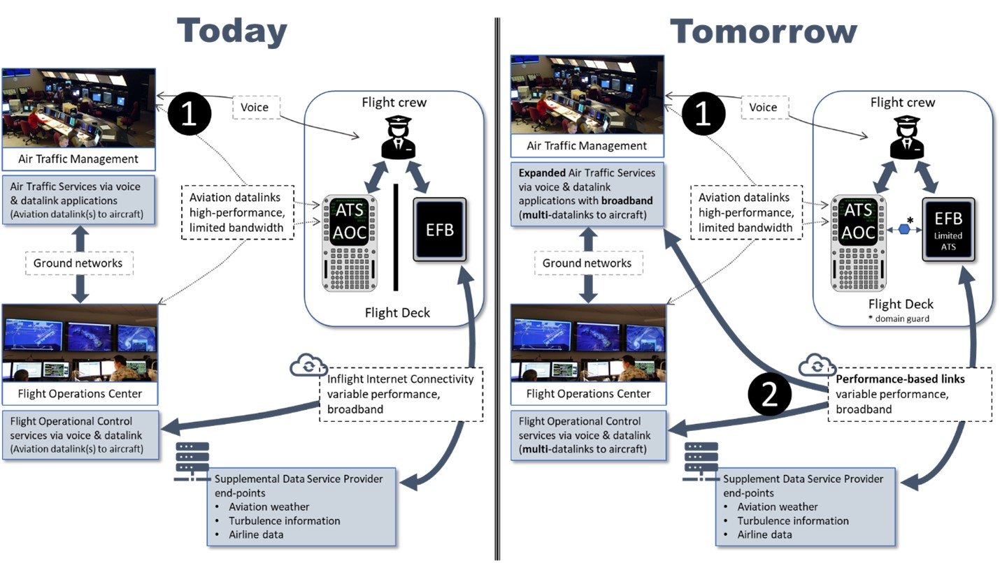 Today
1
Voice
Flight crew
Air Traffic Management
Air Traffic Services via voice
& datalink applications
(Aviation datalink(s) to aircraft)
Aviation datalinks
high-performance,
limited bandwidth
ATS
AOC
EFB
Ground networks
Flight Deck
Inflight Internet Connectivity
variable performance,
broadband
Flight Operations Center
Flight Operational Control
services via voice & datalink
(Aviation datalink(s) to aircraft)
Supplemental Data Service Provider
end-points
• Aviation weather
• Turbulence information
• Airline data
Tomorrow
1
Voice
Flight crew
Air Traffic Management
Expanded Air Traffic Services
via voice & datalink
applications with broadband
(multi-datalinks to aircraft)
Aviation datalinks
high-performance,
limited bandwidth
ATS
AOC
*
EFB
Limited
ATS
Ground networks
Flight Deck
* domain guard
2
Performance-based links
variable performance,
broadband
Flight Operations Center
Flight Operational Control
services via voice & datalink
(multi-datalinks to aircraft)
Supplement Data Service Provider
end-points
• Aviation weather
• Turbulence information
• Airline data